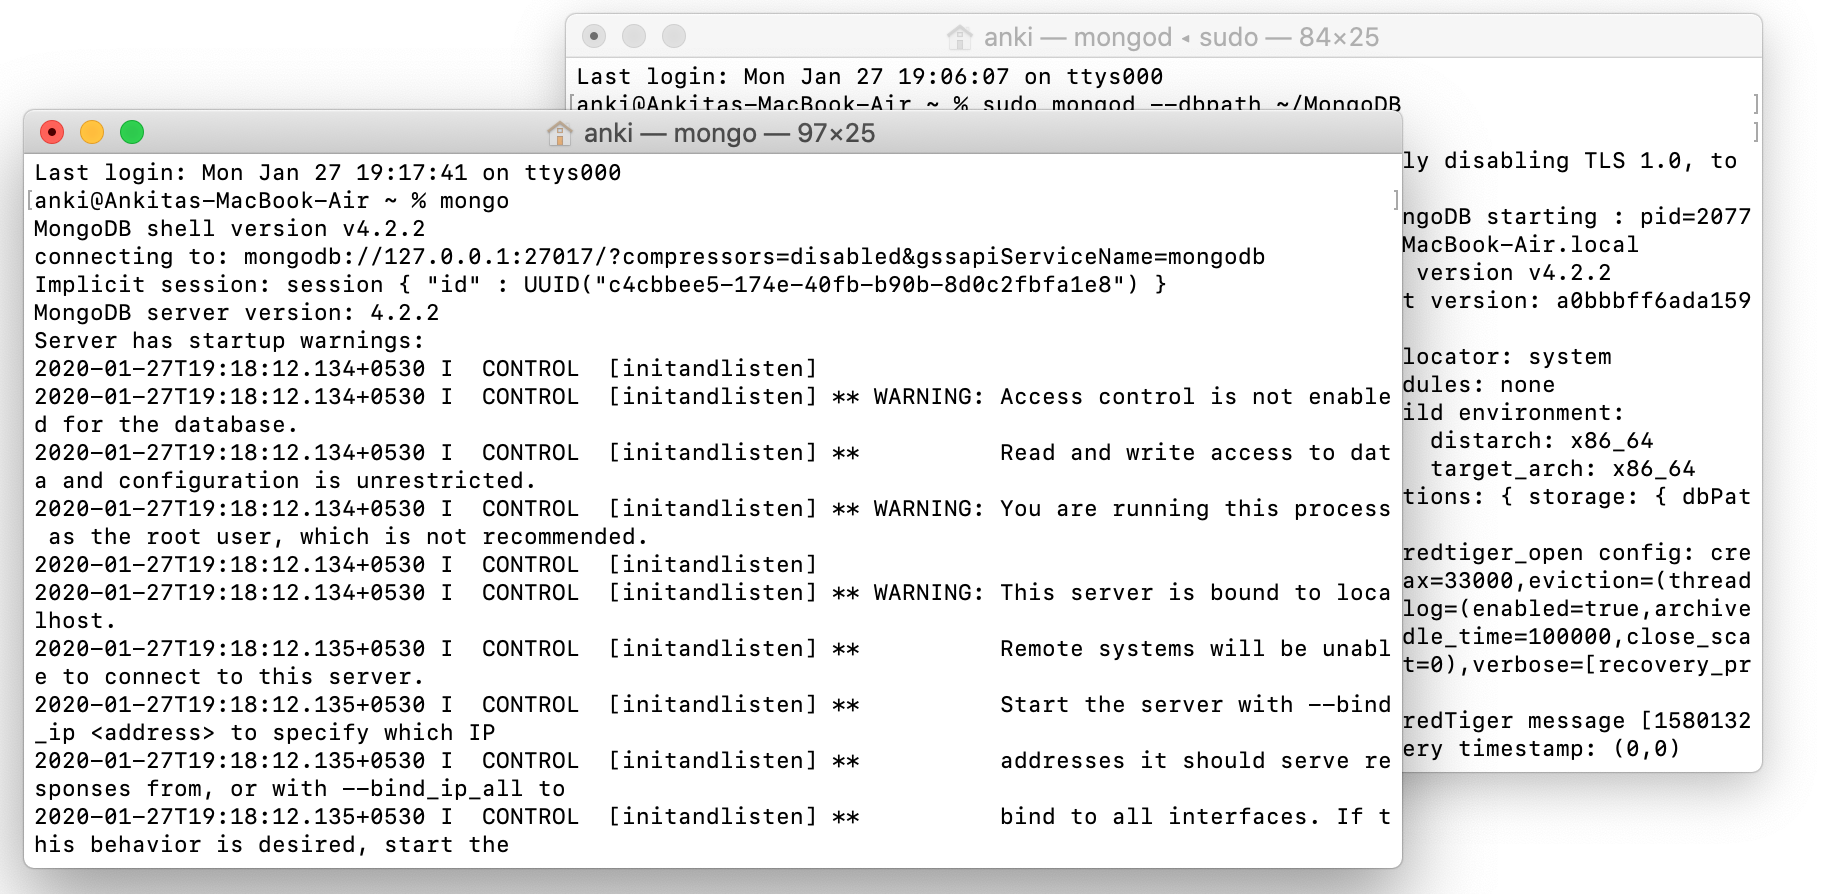 anki — mongod ◂ sudo — 84×25
Last login: Mon Jan 27 19:06:07 on ttys000
[anki@Ankitas-MacBook-Air ~ % sudo mongod --dbpath ~/MongoDB ]
]
ly disabling TLS 1.0, to
ngoDB starting : pid=2077
MacBook-Air.local
version v4.2.2
t version: a0bbbff6ada159
locator: system
dules: none
ild environment:
distarch: x86_64
target_arch: x86_64
tions: { storage: { dbPat
redtiger_open config: cre
ax=33000,eviction=(thread
log=(enabled=true,archive
dle_time=100000,close_sca
t=0),verbose=[recovery_pr
redTiger message [1580132
ery timestamp: (0,0)
anki — mongo — 97×25
Last login: Mon Jan 27 19:17:41 on ttys000
[anki@Ankitas-MacBook-Air ~ % mongo ]
MongoDB shell version v4.2.2
connecting to: mongodb://127.0.0.1:27017/?compressors=disabled&gssapiServiceName=mongodb
Implicit session: session { "id" : UUID("c4cbbee5-174e-40fb-b90b-8d0c2fbfa1e8") }
MongoDB server version: 4.2.2
Server has startup warnings:
2020-01-27T19:18:12.134+0530 I  CONTROL  [initandlisten]
2020-01-27T19:18:12.134+0530 I  CONTROL  [initandlisten] ** WARNING: Access control is not enable
d for the database.
2020-01-27T19:18:12.134+0530 I  CONTROL  [initandlisten] **          Read and write access to dat
a and configuration is unrestricted.
2020-01-27T19:18:12.134+0530 I  CONTROL  [initandlisten] ** WARNING: You are running this process
 as the root user, which is not recommended.
2020-01-27T19:18:12.134+0530 I  CONTROL  [initandlisten]
2020-01-27T19:18:12.134+0530 I  CONTROL  [initandlisten] ** WARNING: This server is bound to loca
lhost.
2020-01-27T19:18:12.135+0530 I  CONTROL  [initandlisten] **          Remote systems will be unabl
e to connect to this server.
2020-01-27T19:18:12.135+0530 I  CONTROL  [initandlisten] **          Start the server with --bind
_ip <address> to specify which IP
2020-01-27T19:18:12.135+0530 I  CONTROL  [initandlisten] **          addresses it should serve re
sponses from, or with --bind_ip_all to
2020-01-27T19:18:12.135+0530 I  CONTROL  [initandlisten] **          bind to all interfaces. If t
his behavior is desired, start the